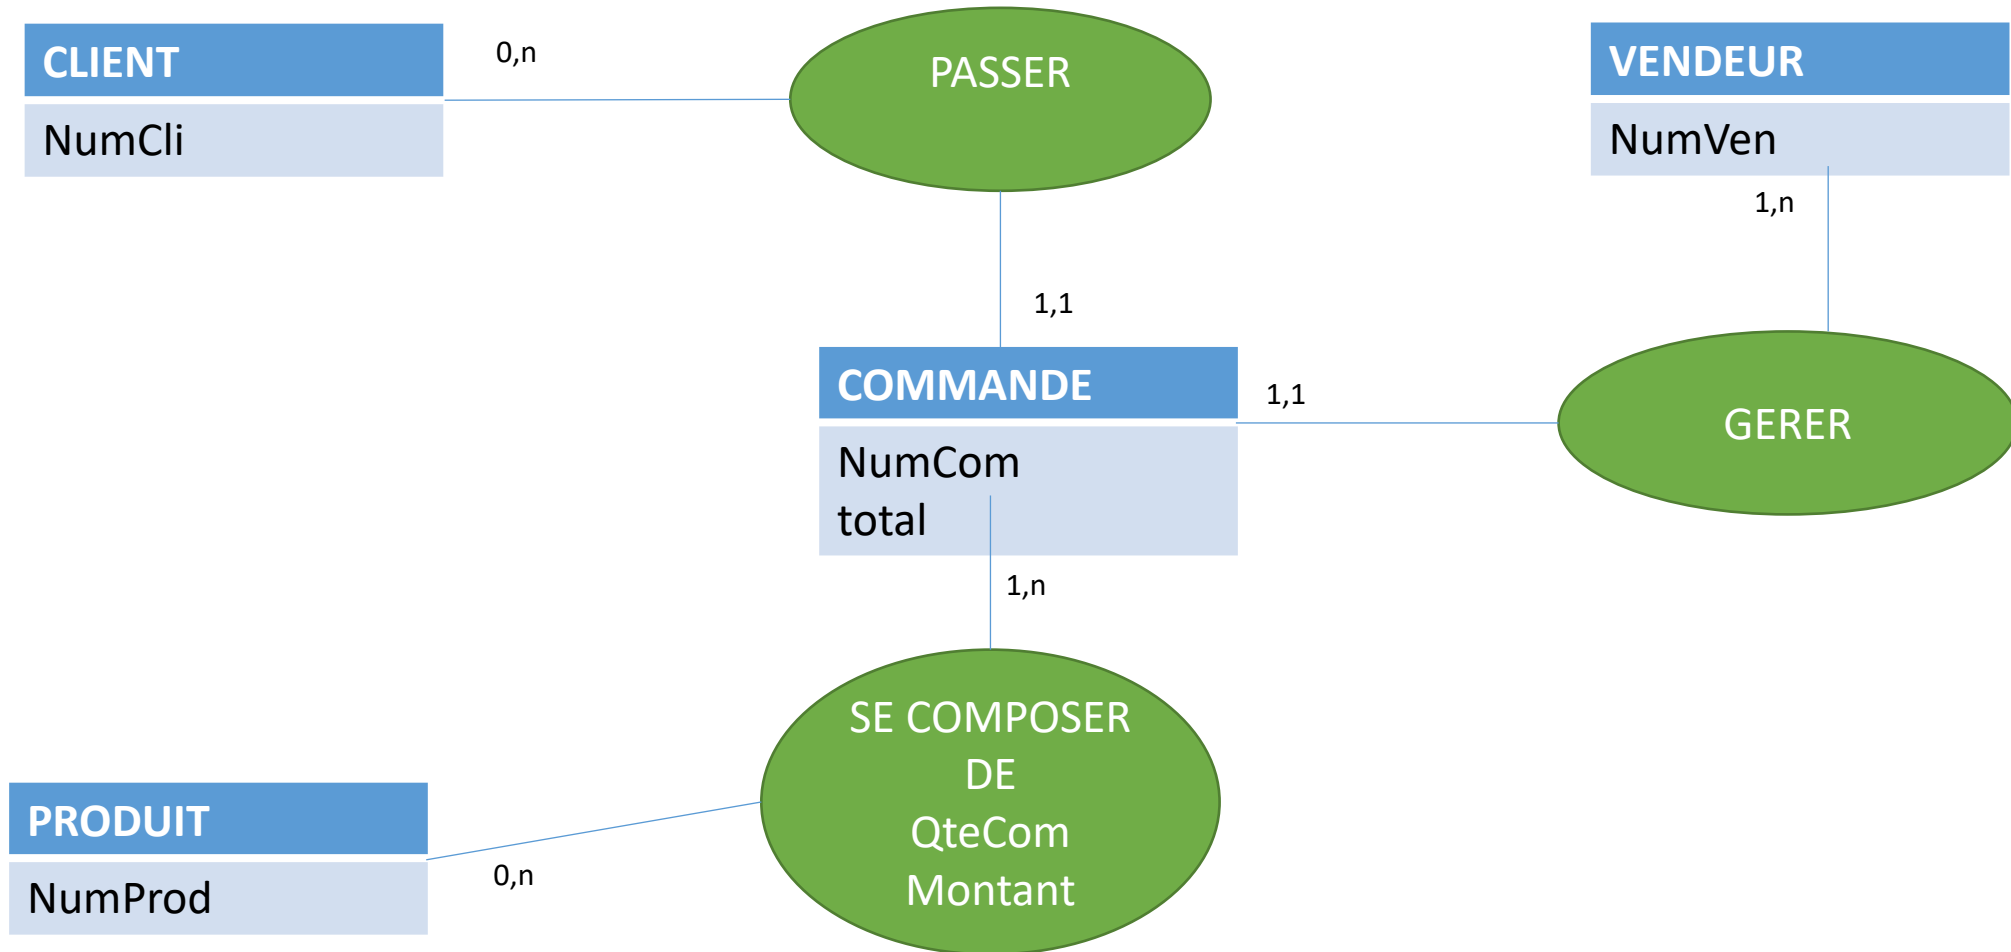 CLIENT
NumCli
0,n
PASSER
VENDEUR
NumVen
1,n
1,1
COMMANDE
NumCom
total
1,1
GERER
1,n
SE COMPOSER
DE
QteCom
Montant
PRODUIT
NumProd
0,n